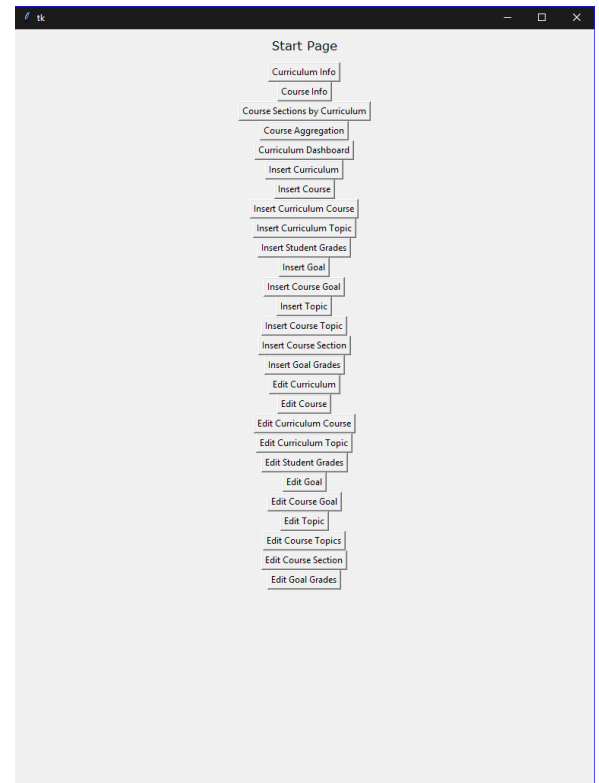 tk
Start Page
Curriculum Info
Course Info
Course Sections by Curriculum
Course Aggregation
Curriculum Dashboard
Insert Curriculum
Insert Course
Insert Curriculum Course
Insert Curriculum Topic
Insert Student Grades
Insert Goal
Insert Course Goal
Insert Topic
Insert Course Topic
Insert Course Section
Insert Goal Grades
Edit Curriculum
Edit Course
Edit Curriculum Course
Edit Curriculum Topic
Edit Student Grades
Edit Goal
Edit Course Goal
Edit Topic
Edit Course Topics
Edit Course Section
Edit Goal Grades